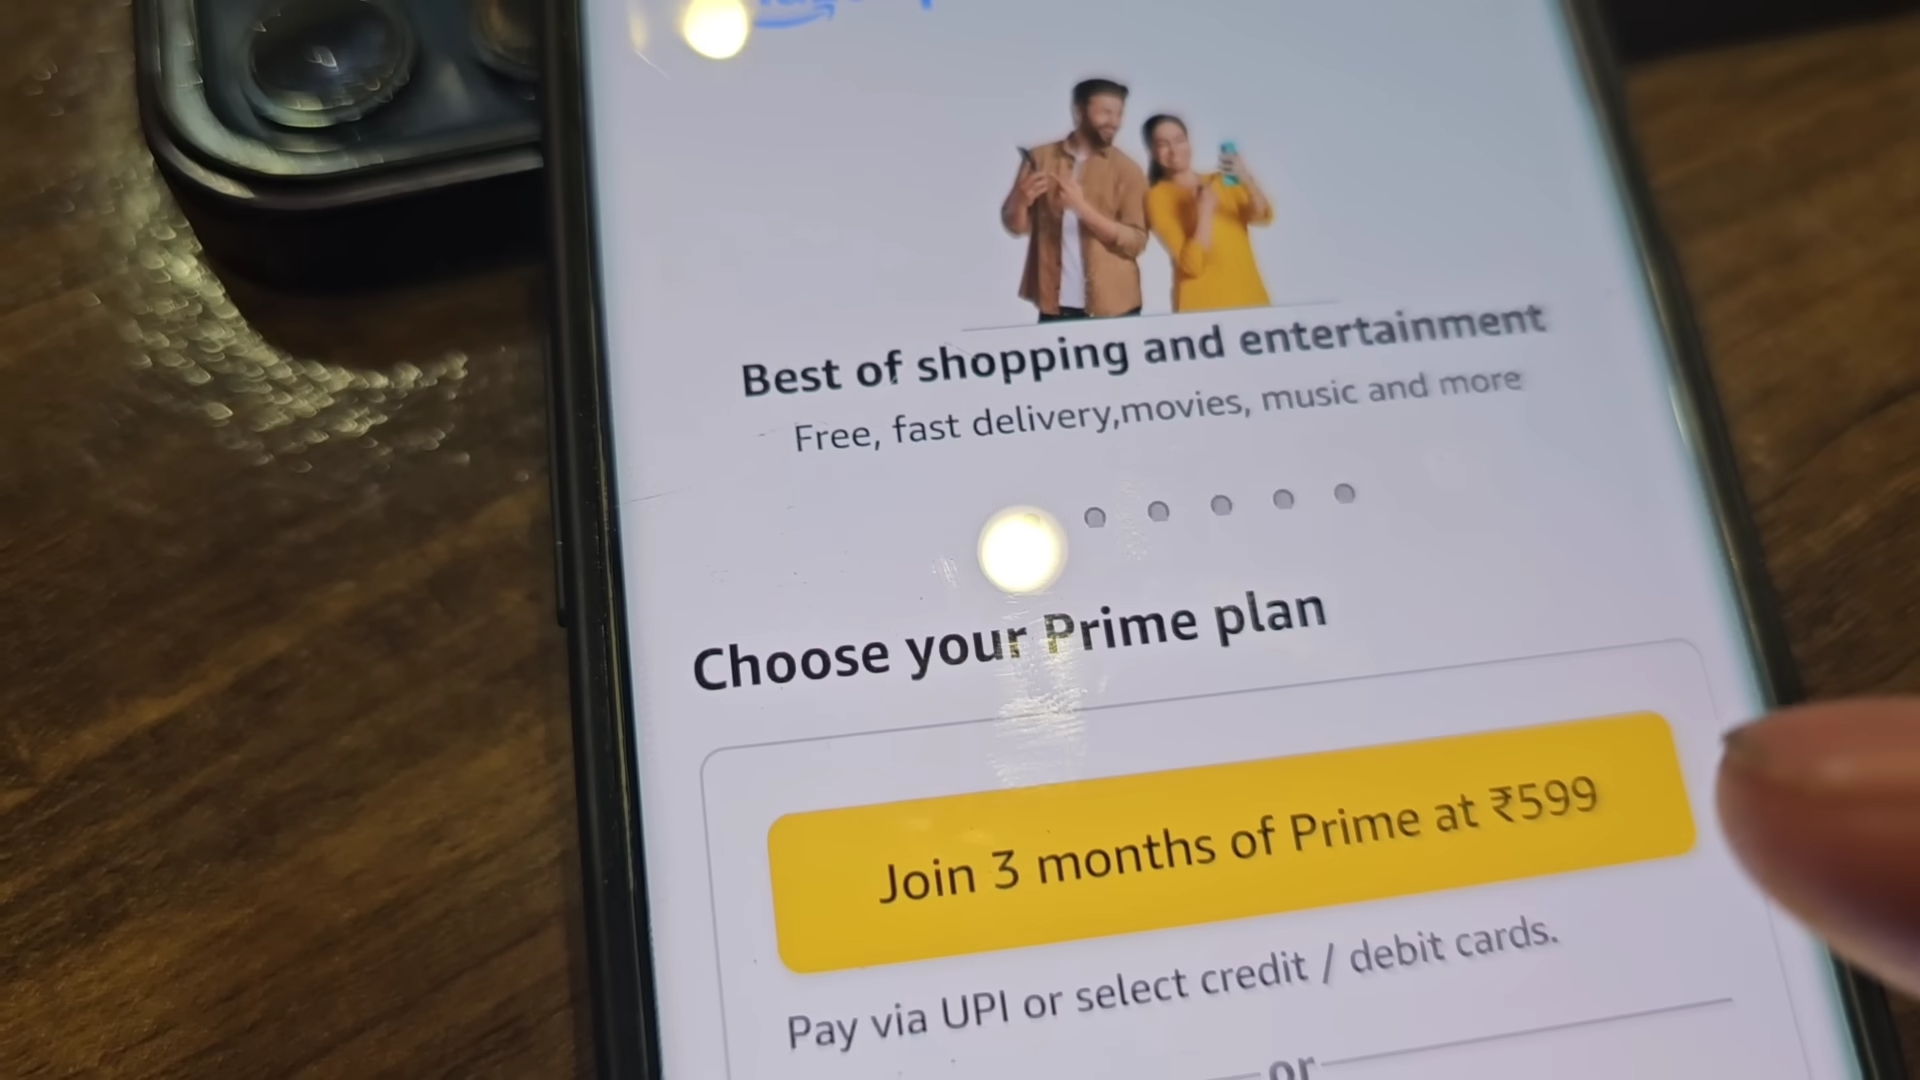 Best of shopping and entertainment
Free, fast delivery,movies, music and more
Choose your Prime plan
Join 3 months of Prime at ₹599
Pay via UPI or select credit / debit cards.
or